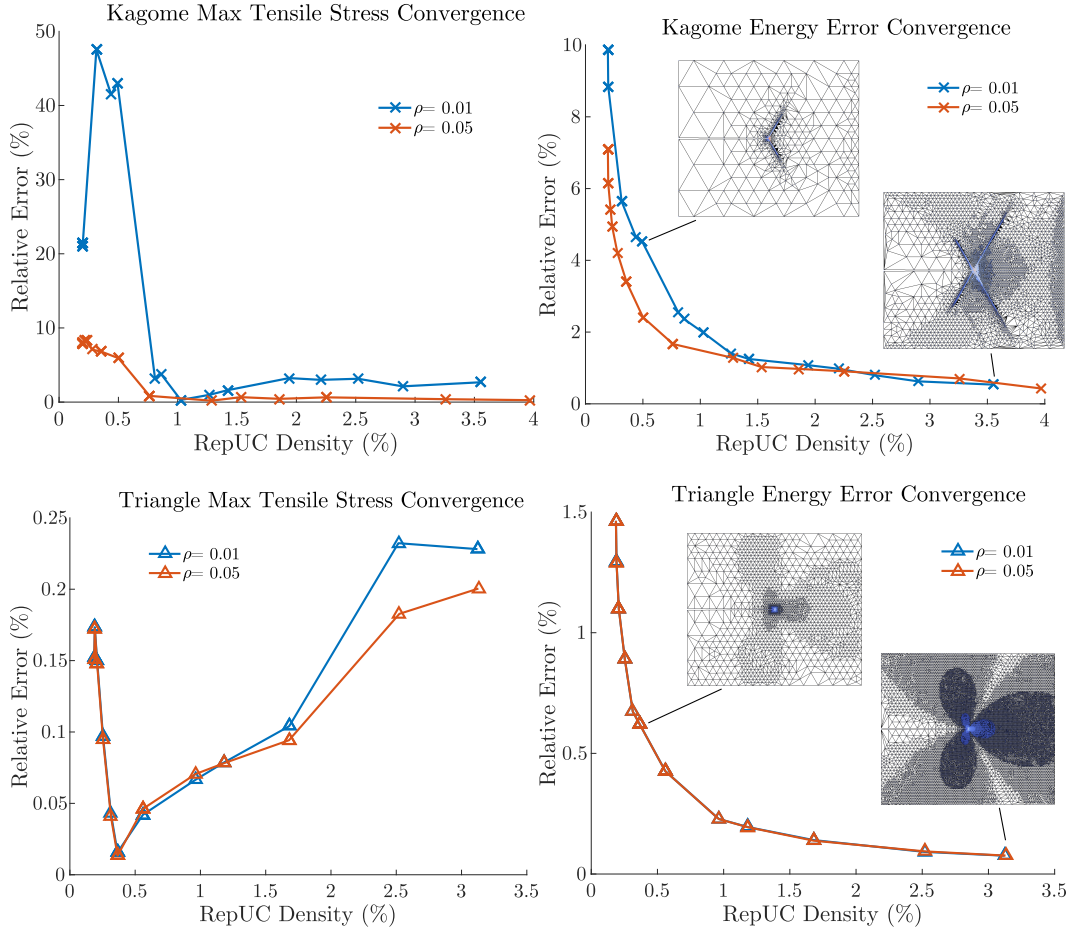 Kagome Max Tensile Stress Convergence
50
40
30
20
10
0
Relative Error (%)
ρ= 0.01
ρ= 0.05
0 0.5 1 1.5 2 2.5 3 3.5 4
RepUC Density (%)
Kagome Energy Error Convergence
10
8
6
4
2
0
Relative Error (%)
ρ= 0.01
ρ= 0.05
0 0.5 1 1.5 2 2.5 3 3.5 4
RepUC Density (%)
Triangle Max Tensile Stress Convergence
0.25
0.2
0.15
0.1
0.05
0
Relative Error (%)
ρ= 0.01
ρ= 0.05
0 0.5 1 1.5 2 2.5 3 3.5
RepUC Density (%)
Triangle Energy Error Convergence
1.5
1
0.5
0
Relative Error (%)
ρ= 0.01
ρ= 0.05
0 0.5 1 1.5 2 2.5 3 3.5
RepUC Density (%)